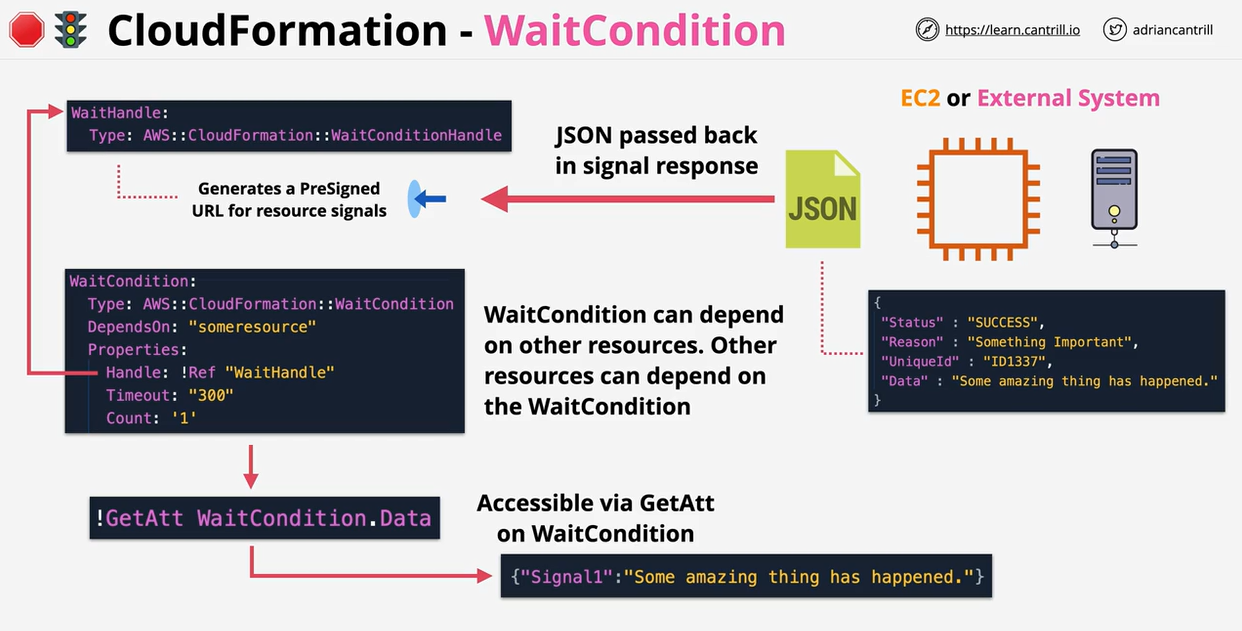 CloudFormation - WaitCondition
https://learn.cantrill.io
adriancantrill
WaitHandle:
Type: AWS::CloudFormation::WaitConditionHandle
Generates a PreSigned
URL for resource signals
JSON passed back
in signal response
JSON
EC2 or External System
WaitCondition:
Type: AWS::CloudFormation::WaitCondition
DependsOn: "someresource"
Properties:
Handle: !Ref "WaitHandle"
Timeout: "300"
Count: '1'
WaitCondition can depend
on other resources. Other
resources can depend on
the WaitCondition
{
"Status" : "SUCCESS",
"Reason" : "Something Important",
"UniqueId" : "ID1337",
"Data" : "Some amazing thing has happened."
}
!GetAtt WaitCondition.Data
Accessible via GetAtt
on WaitCondition
{"Signal1":"Some amazing thing has happened."}